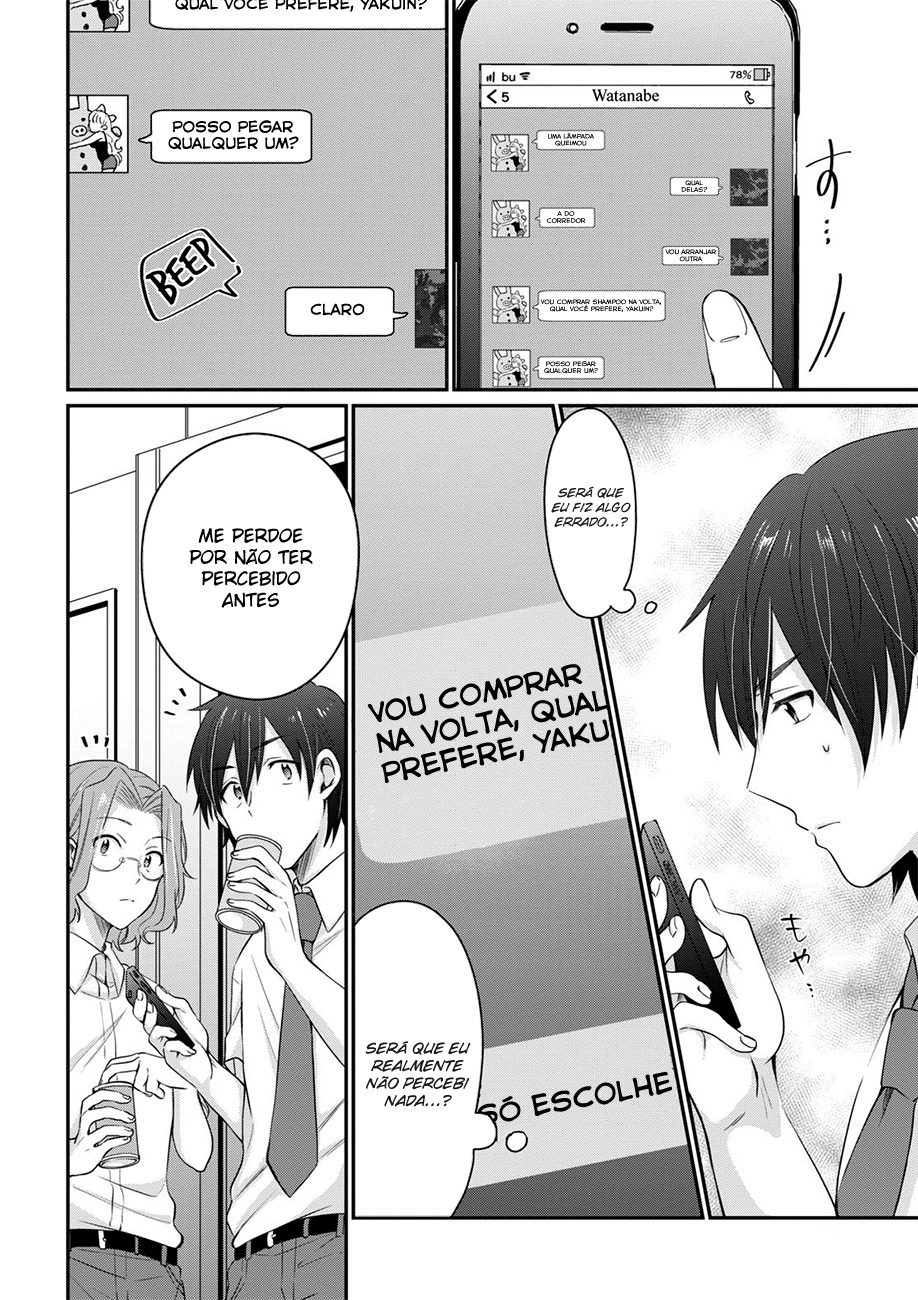 bu
78%
5
Watanabe
UMA LÂMPADA
QUEIMOU
QUAL
DELAS?
A DO
CORREDOR
VOU ARRANJAR
OUTRA
VOU COMPRAR SHAMPOO NA VOLTA,
QUAL VOCÊ PREFERE, YAKUIN?
POSSO PEGAR
QUALQUER UM?
す…
QUAL VOCÊ PREFERE, YAKUIN?
POSSO PEGAR
QUALQUER UM?
BEEP
CLARO
SERÁ QUE
EU FIZ ALGO
ERRADO...?
もや…
VOU COMPRAR
NA VOLTA, QUAL
PREFERE, YAKU
SÓ ESCOLHE
SERÁ QUE EU
REALMENTE
NÃO PERCEBI
NADA...?
ME PERDOE
POR NÃO TER
PERCEBIDO
ANTES